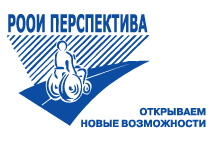 РООИ ПЕРСПЕКТИВА
ОТКРЫВАЕМ
НОВЫЕ ВОЗМОЖНОСТИ